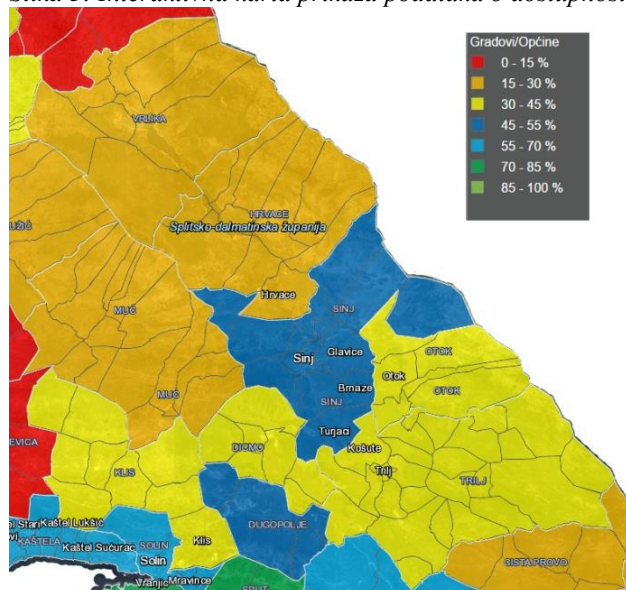 Gradovi/Općine
0 - 15 %
15 - 30 %
30 - 45 %
45 - 55 %
55 - 70 %
70 - 85 %
85 - 100 %
VRLIKA
HRVACE
Splitsko-dalmatinska županija
MUĆ
Hrvace
SINJ
Sinj
Glavice
OTOK
Otok
OTOK
Brnaze
SINJ
MUĆ
Turjaci
DICMO
Košute
Trilj
TRILJ
KLIS
DUGOPOLJE
Kaštel Lukšić
KAŠTELA
Kaštel Sućurac
SOLIN
Solin
Klis
Vranjic
Mravince
SPLIT
CISTA PROVO